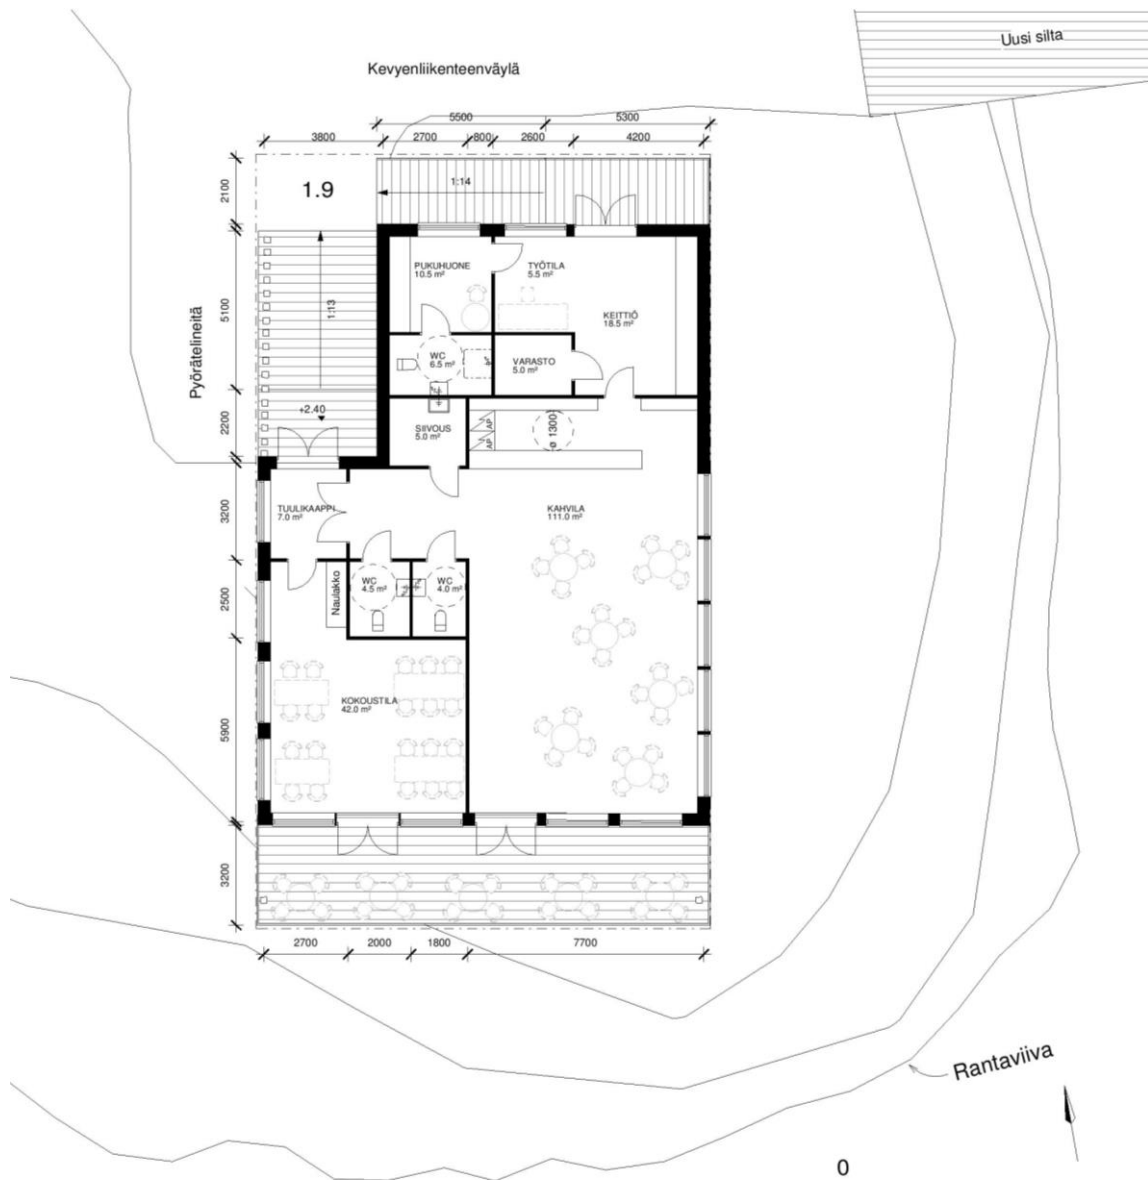 Uusi silta
Kevyenliikenteenväylä
5500
5300
3800
2700
800
2600
4200
2100
1.9
1:14
PUKUHUONE
10.5 m²
TYÖTILA
5.5 m²
5100
1:13
KEITTIÖ
18.5 m²
Pyörätelineitä
WC
6.5 m²
VARASTO
5.0 m²
+2.40
2200
SIIVOUS
5.0 m²
AP
AP
ø 1300
3200
TUULIKAAPPI
7.0 m²
KAHVILA
111.0 m²
2500
Naulakko
WC
4.5 m²
WC
4.0 m²
5900
KOKOUSTILA
42.0 m²
3200
2700
2000
1800
7700
Rantaviiva
0